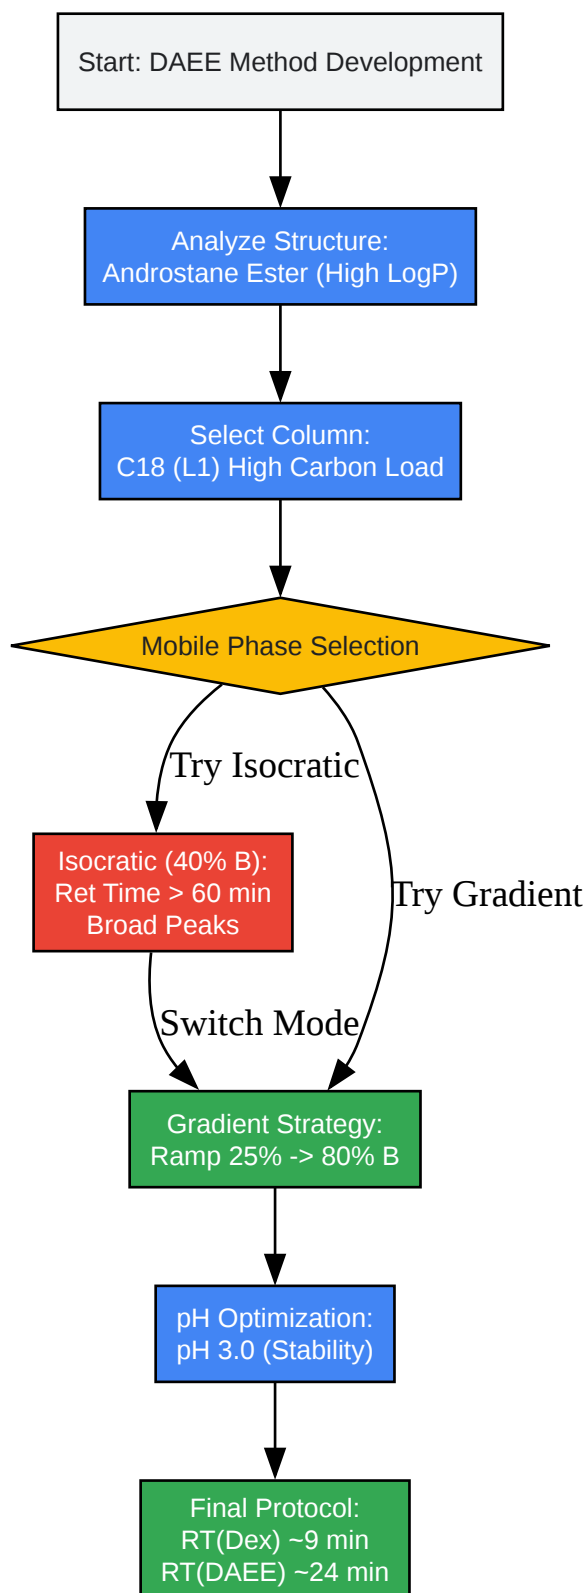 Start: DAEE Method Development
Analyze Structure:
Androstane Ester (High LogP)
Select Column:
C18 (L1) High Carbon Load
Mobile Phase Selection
Try Isocratic
Isocratic (40% B):
Ret Time > 60 min
Broad Peaks
Try Gradient
Switch Mode
Gradient Strategy:
Ramp 25% -> 80% B
pH Optimization:
pH 3.0 (Stability)
Final Protocol:
RT(Dex) ~9 min
RT(DAEE) ~24 min